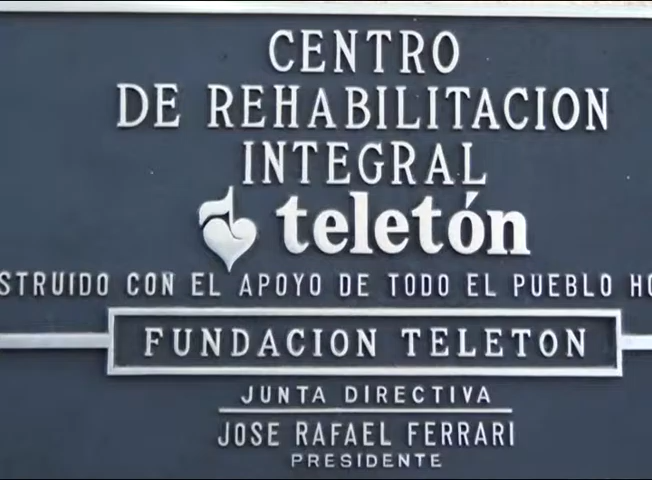 CENTRO
DE REHABILITACION
INTEGRAL
teletón
STRUIDO CON EL APOYO DE TODO EL PUEBLO HO
FUNDACION TELETON
JUNTA DIRECTIVA
JOSE RAFAEL FERRARI
PRESIDENTE